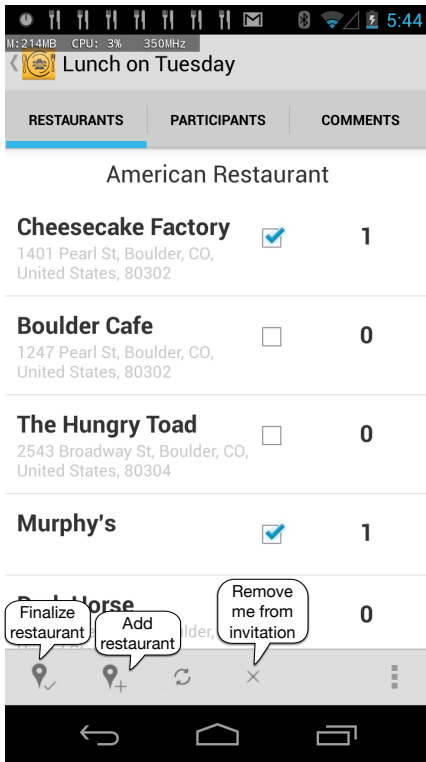 5:44
M:214MB CPU: 3% 350MHz
Lunch on Tuesday
RESTAURANTS PARTICIPANTS COMMENTS
American Restaurant
Cheesecake Factory
1
1401 Pearl St, Boulder, CO,
United States, 80302
Boulder Cafe
0
1247 Pearl St, Boulder, CO,
United States, 80302
The Hungry Toad
0
2543 Broadway St, Boulder, CO,
United States, 80304
Murphy's
1
Horse
0
Finalize
restaurant
Add
restaurant
Remove
me from
invitation